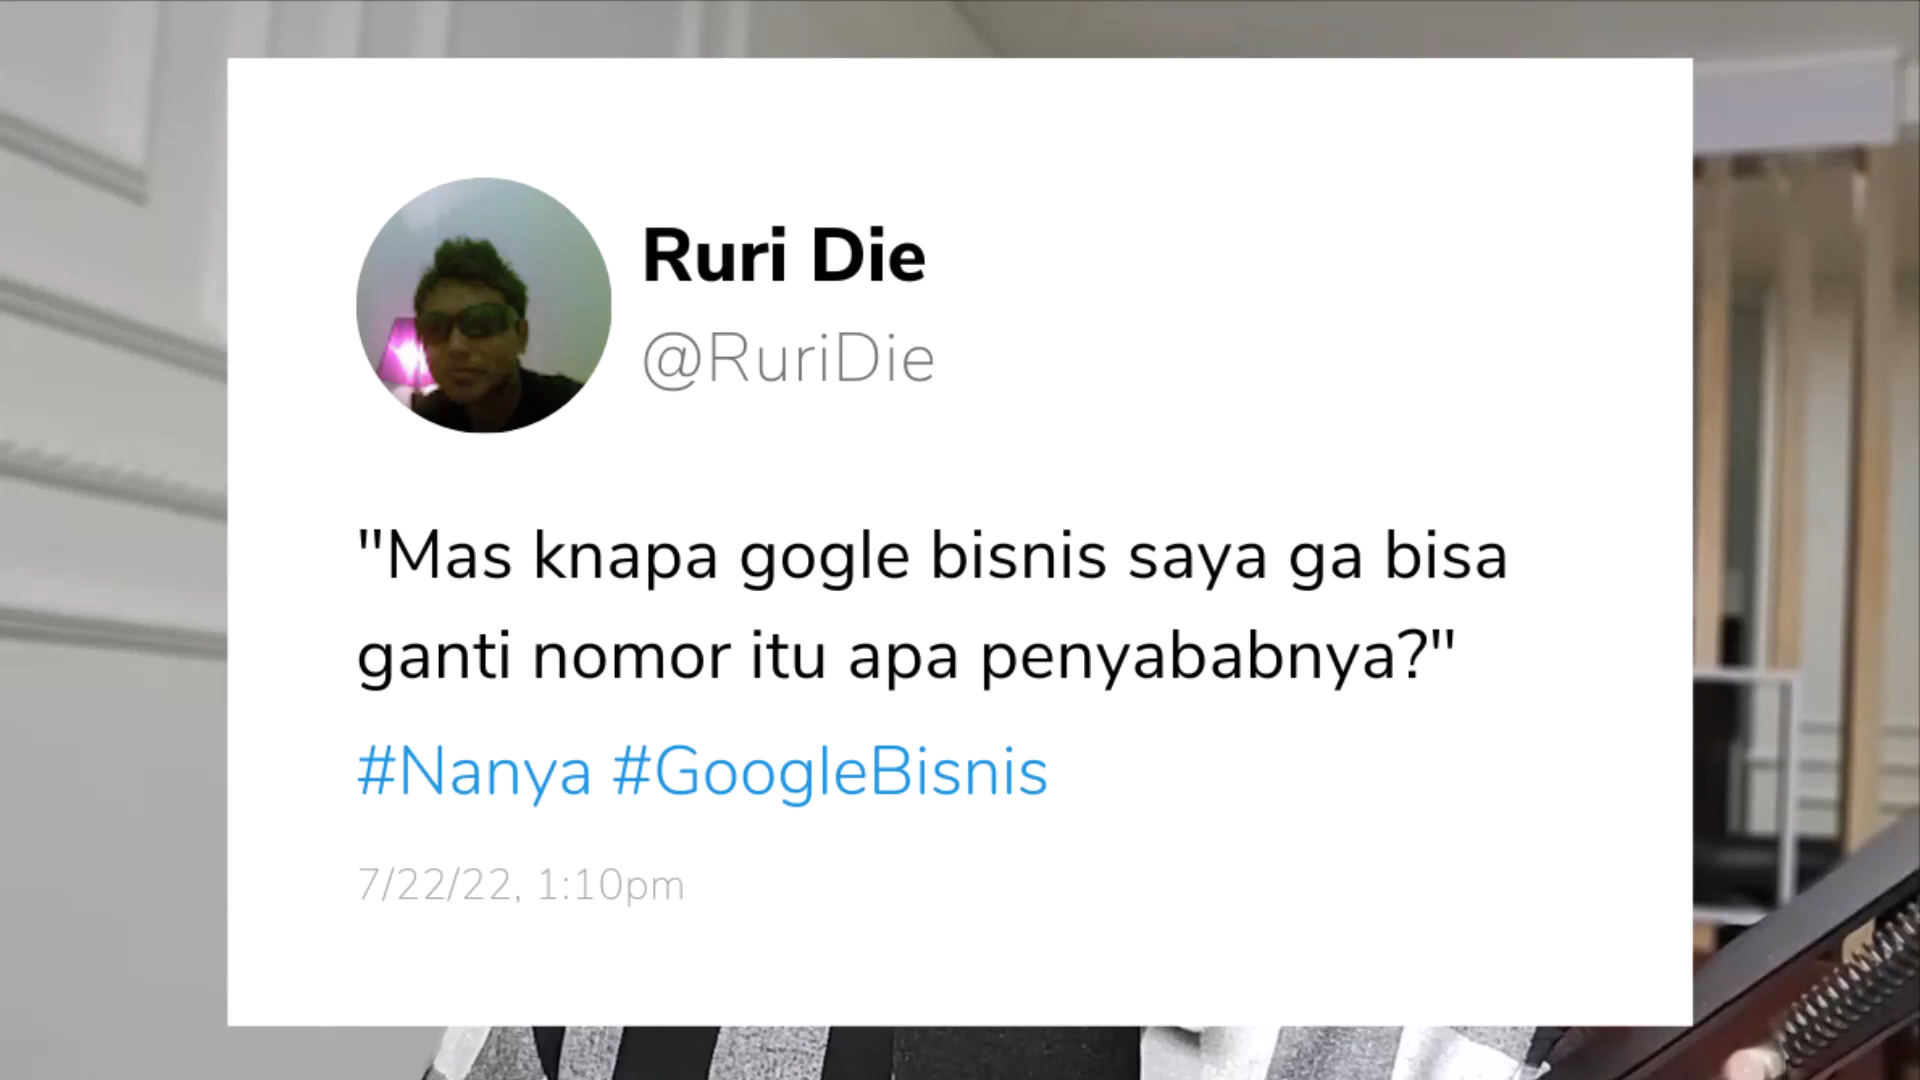 Ruri Die
@RuriDie
"Mas knapa gogle bisnis saya ga bisa
ganti nomor itu apa penyababnya?"
#Nanya #GoogleBisnis
7/22/22, 1:10pm